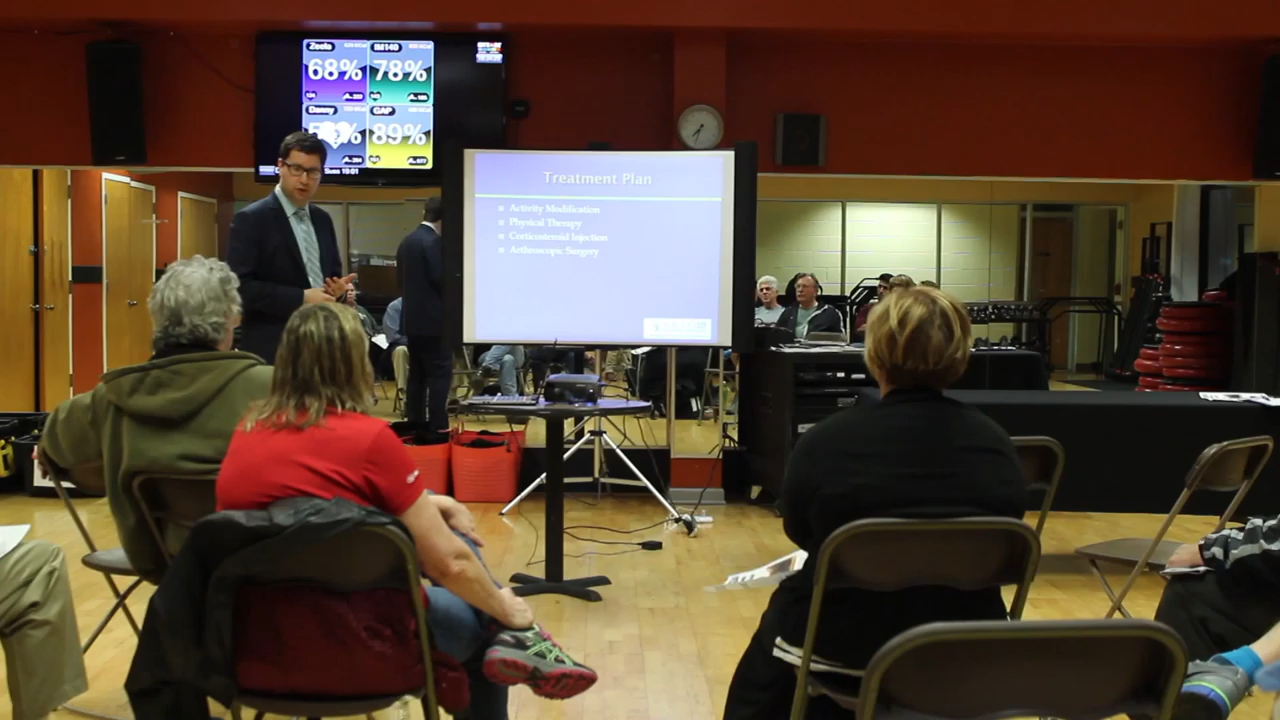 Zeela
68%
IM140
78%
Danny
GAP
89%
Treatment Plan
Activity Modification
Physical Therapy
Corticosteroid Injection
Arthroscopic Surgery